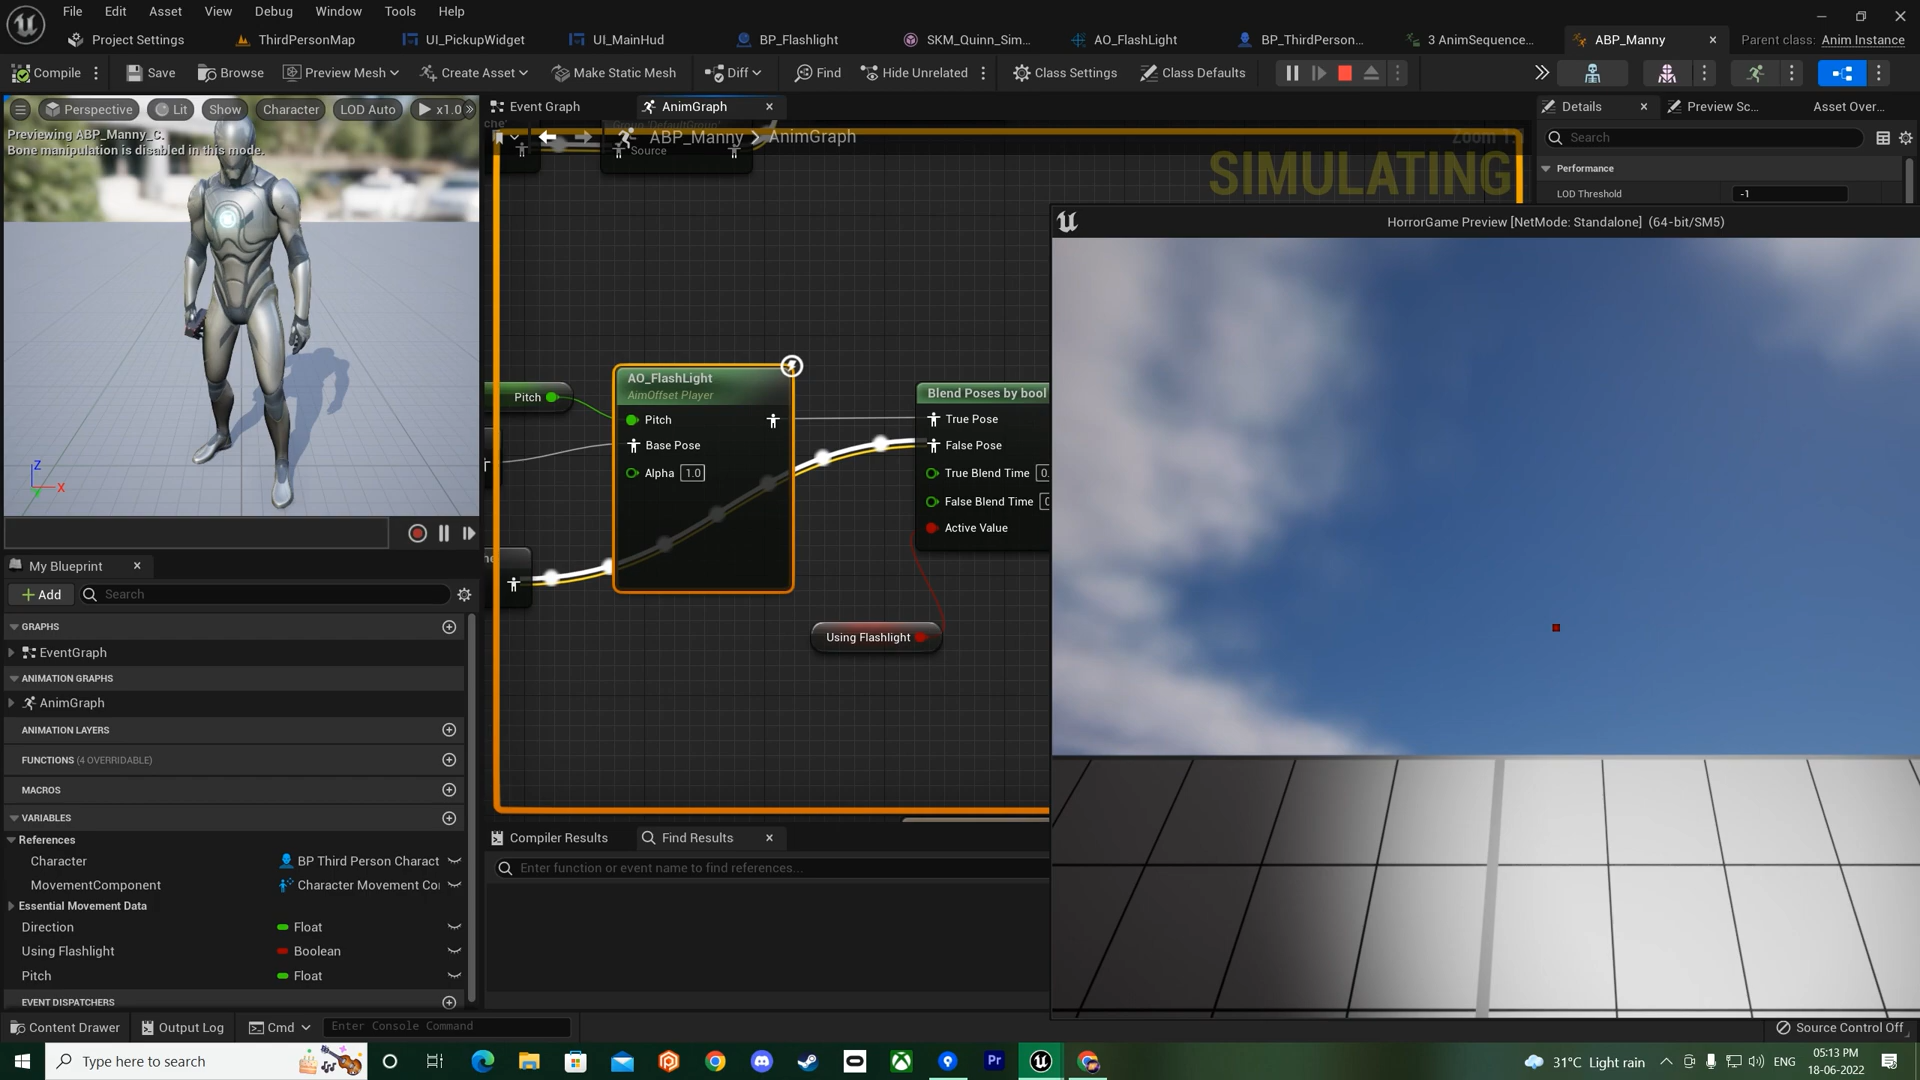 File Edit Asset View Debug Window Tools Help
Project Settings ThirdPersonMap UI_PickupWidget UI_MainHud BP_Flashlight SKM_Quinn_Sim... AO_FlashLight BP_ThirdPerson... 3 AnimSequence... ABP_Manny Parent class: Anim Instance
Compile Save Browse Preview Mesh Create Asset Make Static Mesh Diff Find Hide Unrelated Class Settings Class Defaults
Perspective Lit Show Character LOD Auto x1.0
Previewing ABP_Manny_C.
Bone manipulation is disabled in this mode.
Z
X
Event Graph AnimGraph
ABP_Manny > AnimGraph
Source
SIMULATING
Details Preview Sc... Asset Over...
Search
Performance
LOD Threshold -1
HorrorGame Preview [NetMode: Standalone] (64-bit/SM5)
Pitch
AO_FlashLight
AimOffset Player
Pitch
Base Pose
Alpha 1.0
Blend Poses by bool
True Pose
False Pose
True Blend Time 0.
False Blend Time
Active Value
Using Flashlight
My Blueprint
Add Search
GRAPHS
EventGraph
ANIMATION GRAPHS
AnimGraph
ANIMATION LAYERS
FUNCTIONS (4 OVERRIDABLE)
MACROS
VARIABLES
References
Character BP Third Person Charact
MovementComponent Character Movement Co
Essential Movement Data
Direction Float
Using Flashlight Boolean
Pitch Float
EVENT DISPATCHERS
Compiler Results Find Results
Enter function or event name to find references...
Content Drawer Output Log Cmd Enter Console Command
Source Control Off
Type here to search
Pr
31°C Light rain ENG 05:13 PM
18-06-2022